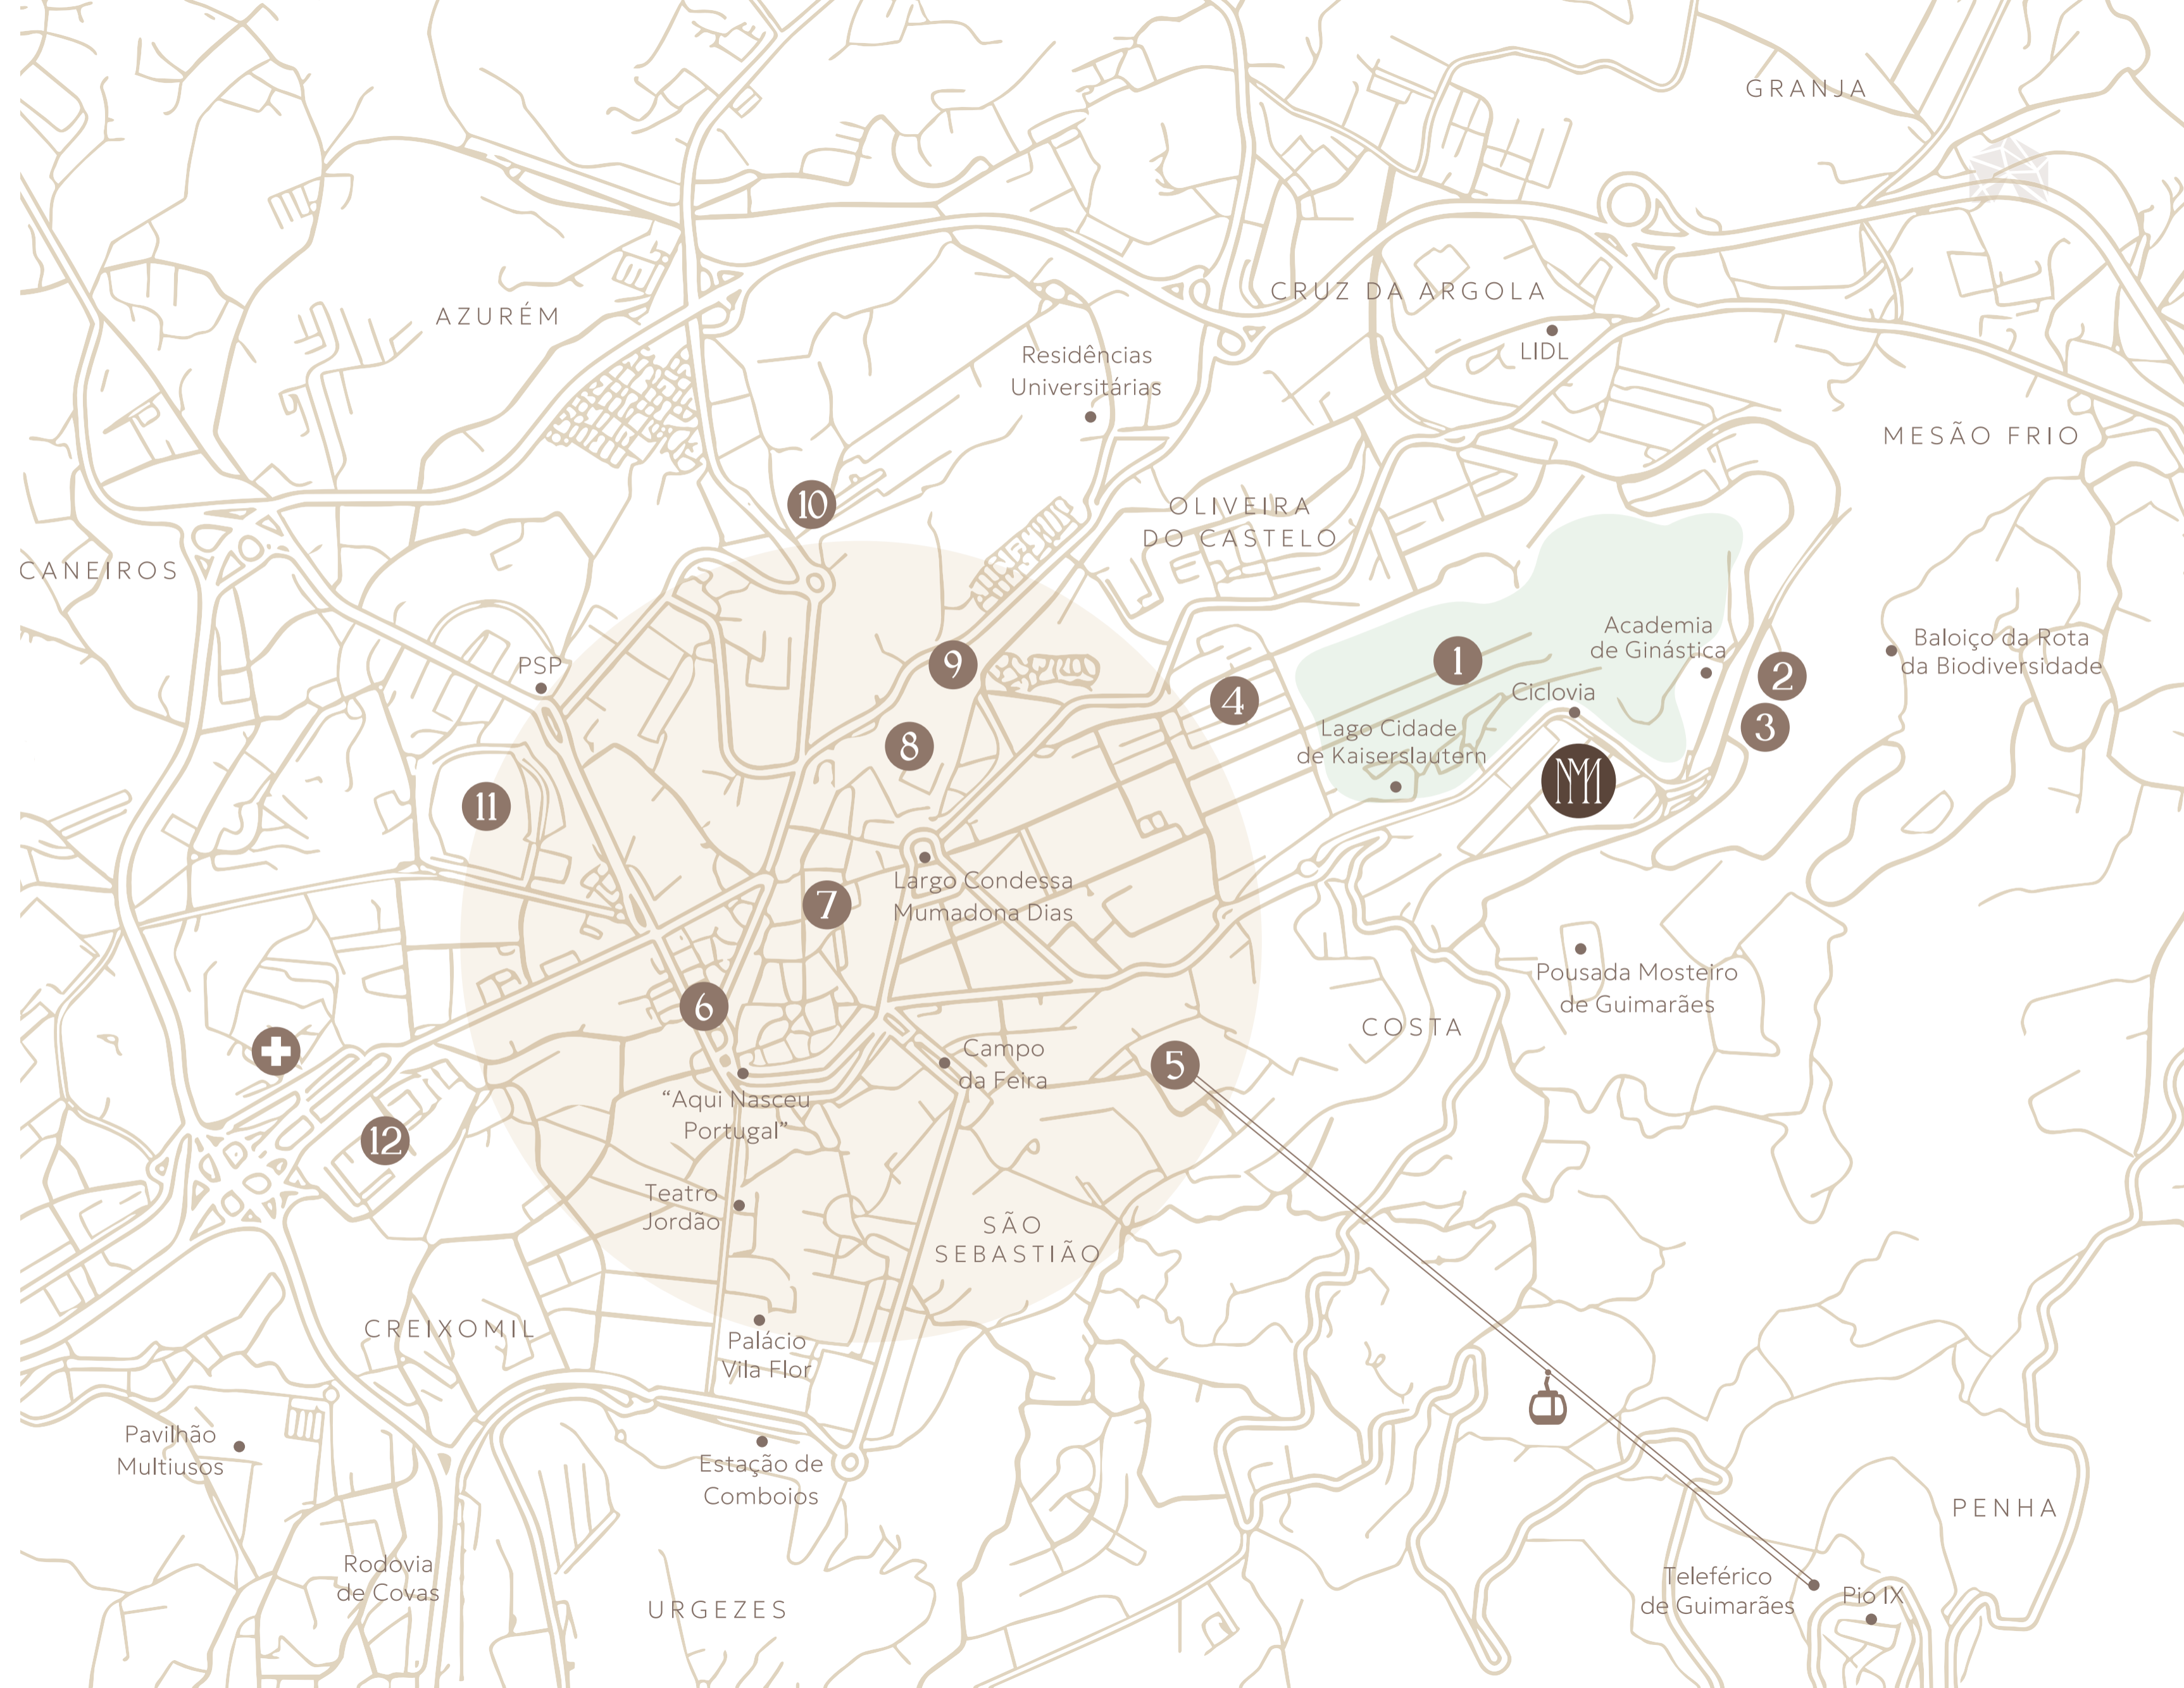 GRANJA
CRUZ DA ARGOLA
AZURÉM
LIDL
Residências
Universitárias
MESÃO FRIO
10
OLIVEIRA
DO CASTELO
CANEIROS
Academia
de Ginástica
Baloiço da Rota
da Biodiversidade
PSP
9
1
2
Ciclovia
4
3
Lago Cidade
de Kaiserslautern
8
NM
11
Largo Condessa
Mumadona Dias
7
Pousada Mosteiro
de Guimarães
6
COSTA
Campo
da Feira
5
“Aqui Nasceu
Portugal”
12
Teatro
Jordão
SÃO
SEBASTIÃO
CREIXOMIL
Palácio
Vila Flor
Pavilhão
Multiusos
Estação de
Comboios
PENHA
Rodovia
de Covas
Teleférico
de Guimarães
Pio IX
URGEZES